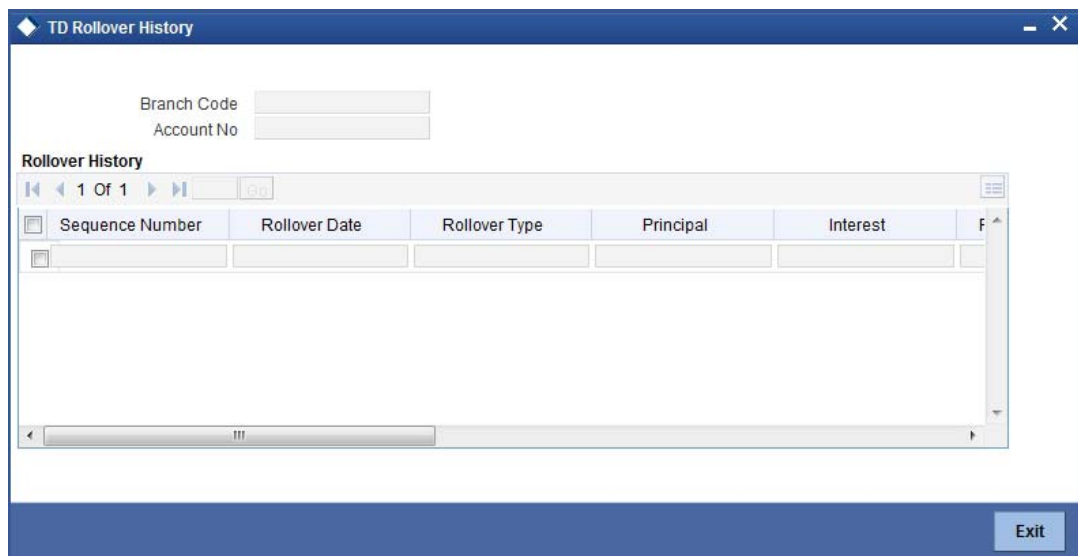 TD Rollover History
Branch Code
Account No
Rollover History
1 Of 1 Go
Sequence Number Rollover Date Rollover Type Principal Interest
Exit